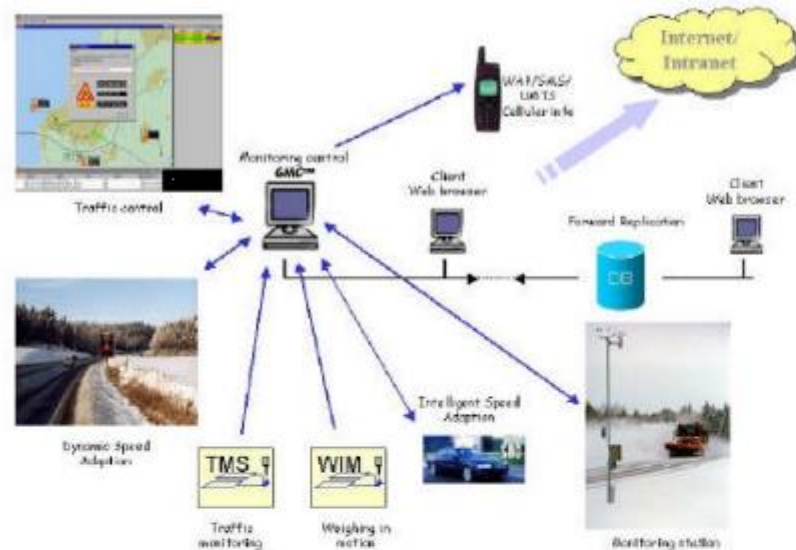 Internet/
Intranet
WAP/SMS/
UMTS
Cellular info
Monitoring control
GMC™
Client
Web browser
Client
Web browser
Traffic control
Forward Replication
DB
Intelligent Speed
Adaption
Dynamic Speed
Adaption
TMS
WIM
Traffic
monitoring
Weighing in
motion
Monitoring station